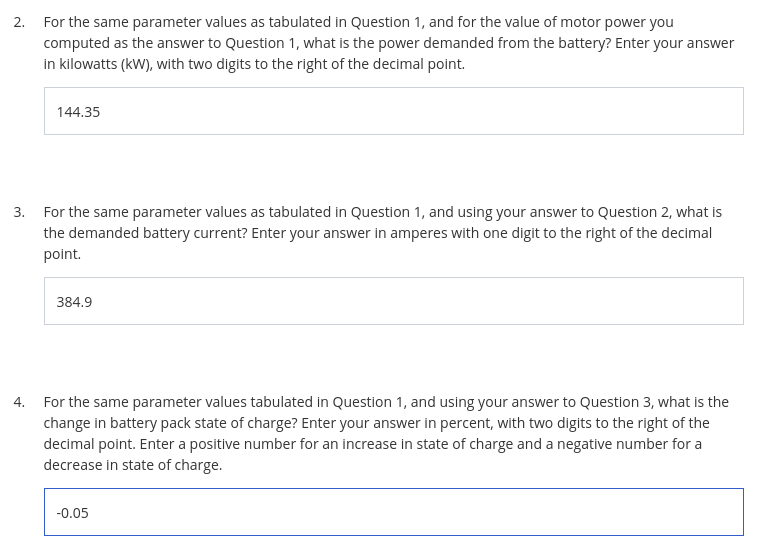 2. For the same parameter values as tabulated in Question 1, and for the value of motor power you
computed as the answer to Question 1, what is the power demanded from the battery? Enter your answer
in kilowatts (kW), with two digits to the right of the decimal point.
144.35
3. For the same parameter values as tabulated in Question 1, and using your answer to Question 2, what is
the demanded battery current? Enter your answer in amperes with one digit to the right of the decimal
point.
384.9
4. For the same parameter values tabulated in Question 1, and using your answer to Question 3, what is the
change in battery pack state of charge? Enter your answer in percent, with two digits to the right of the
decimal point. Enter a positive number for an increase in state of charge and a negative number for a
decrease in state of charge.
-0.05